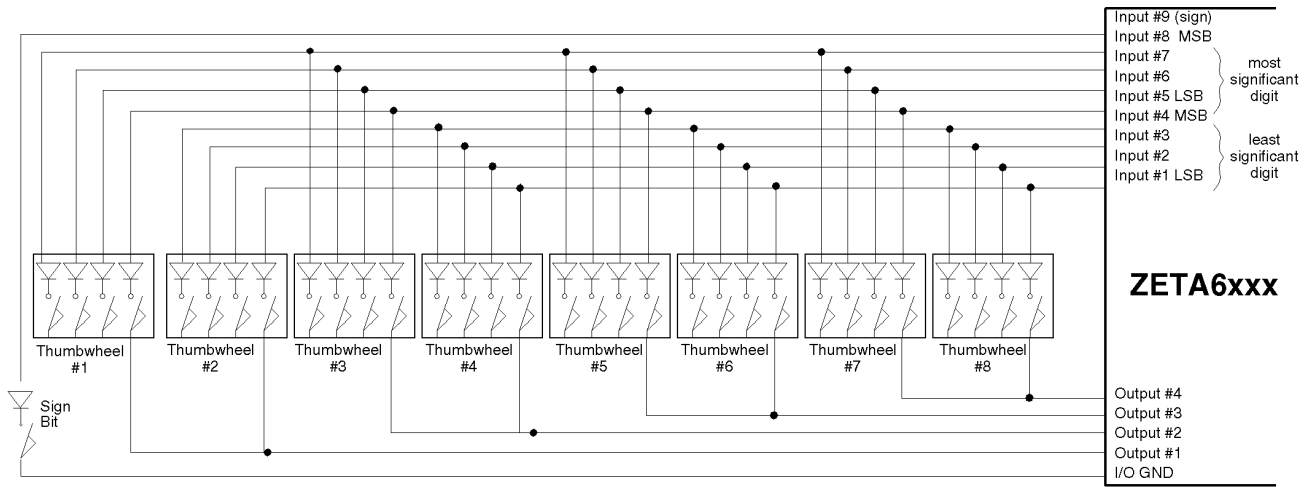 Input #9 (sign)
Input #8 MSB
Input #7
Input #6
Input #5 LSB
most
significant
digit
Input #4 MSB
Input #3
Input #2
Input #1 LSB
least
significant
digit
ZETA6xxx
Thumbwheel
#1
Thumbwheel
#2
Thumbwheel
#3
Thumbwheel
#4
Thumbwheel
#5
Thumbwheel
#6
Thumbwheel
#7
Thumbwheel
#8
Sign
Bit
Output #4
Output #3
Output #2
Output #1
I/O GND